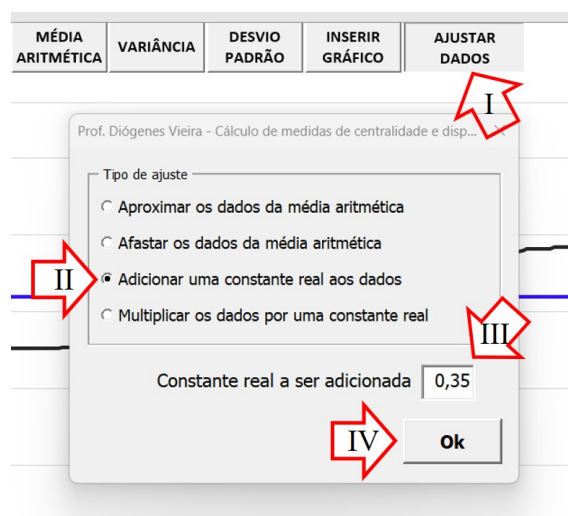 MÉDIA ARITMÉTICA
VARIÂNCIA
DESVIO PADRÃO
INSERIR GRÁFICO
AJUSTAR DADOS
I
Prof. Diógenes Vieira - Cálculo de medidas de centralidade e disp...
Tipo de ajuste
Aproximar os dados da média aritmética
Afastar os dados da média aritmética
II
Adicionar uma constante real aos dados
Multiplicar os dados por uma constante real
III
Constante real a ser adicionada 0,35
IV
Ok